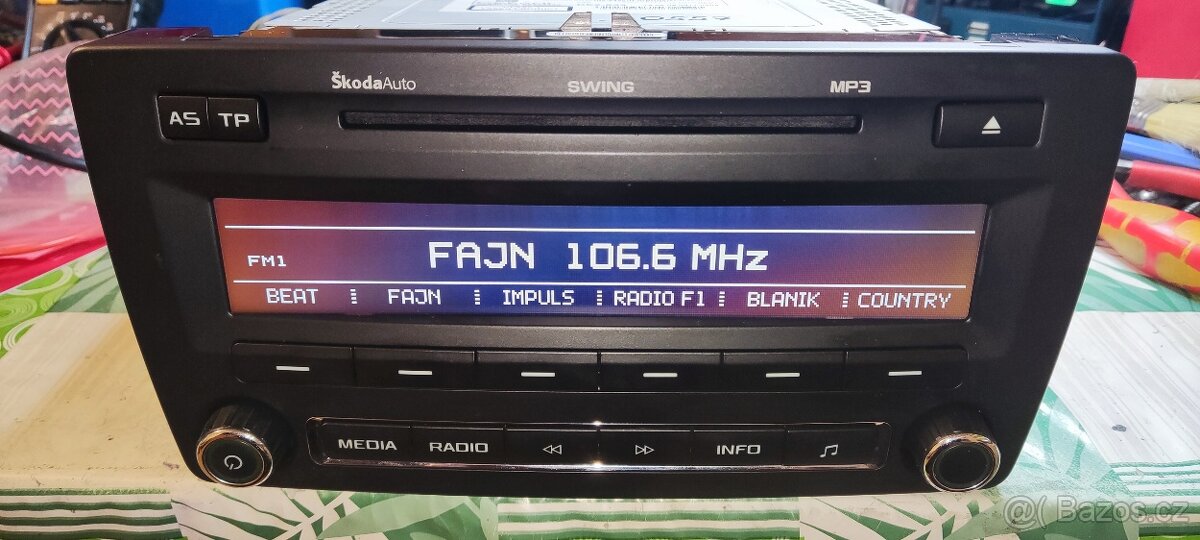 ŠkodaAuto SWING MP3
AS TP
FAJN 106.6 MHz
FM1
BEAT FAJN IMPULS RADIO F1 BLANIK COUNTRY
MEDIA RADIO INFO
Bazos.cz